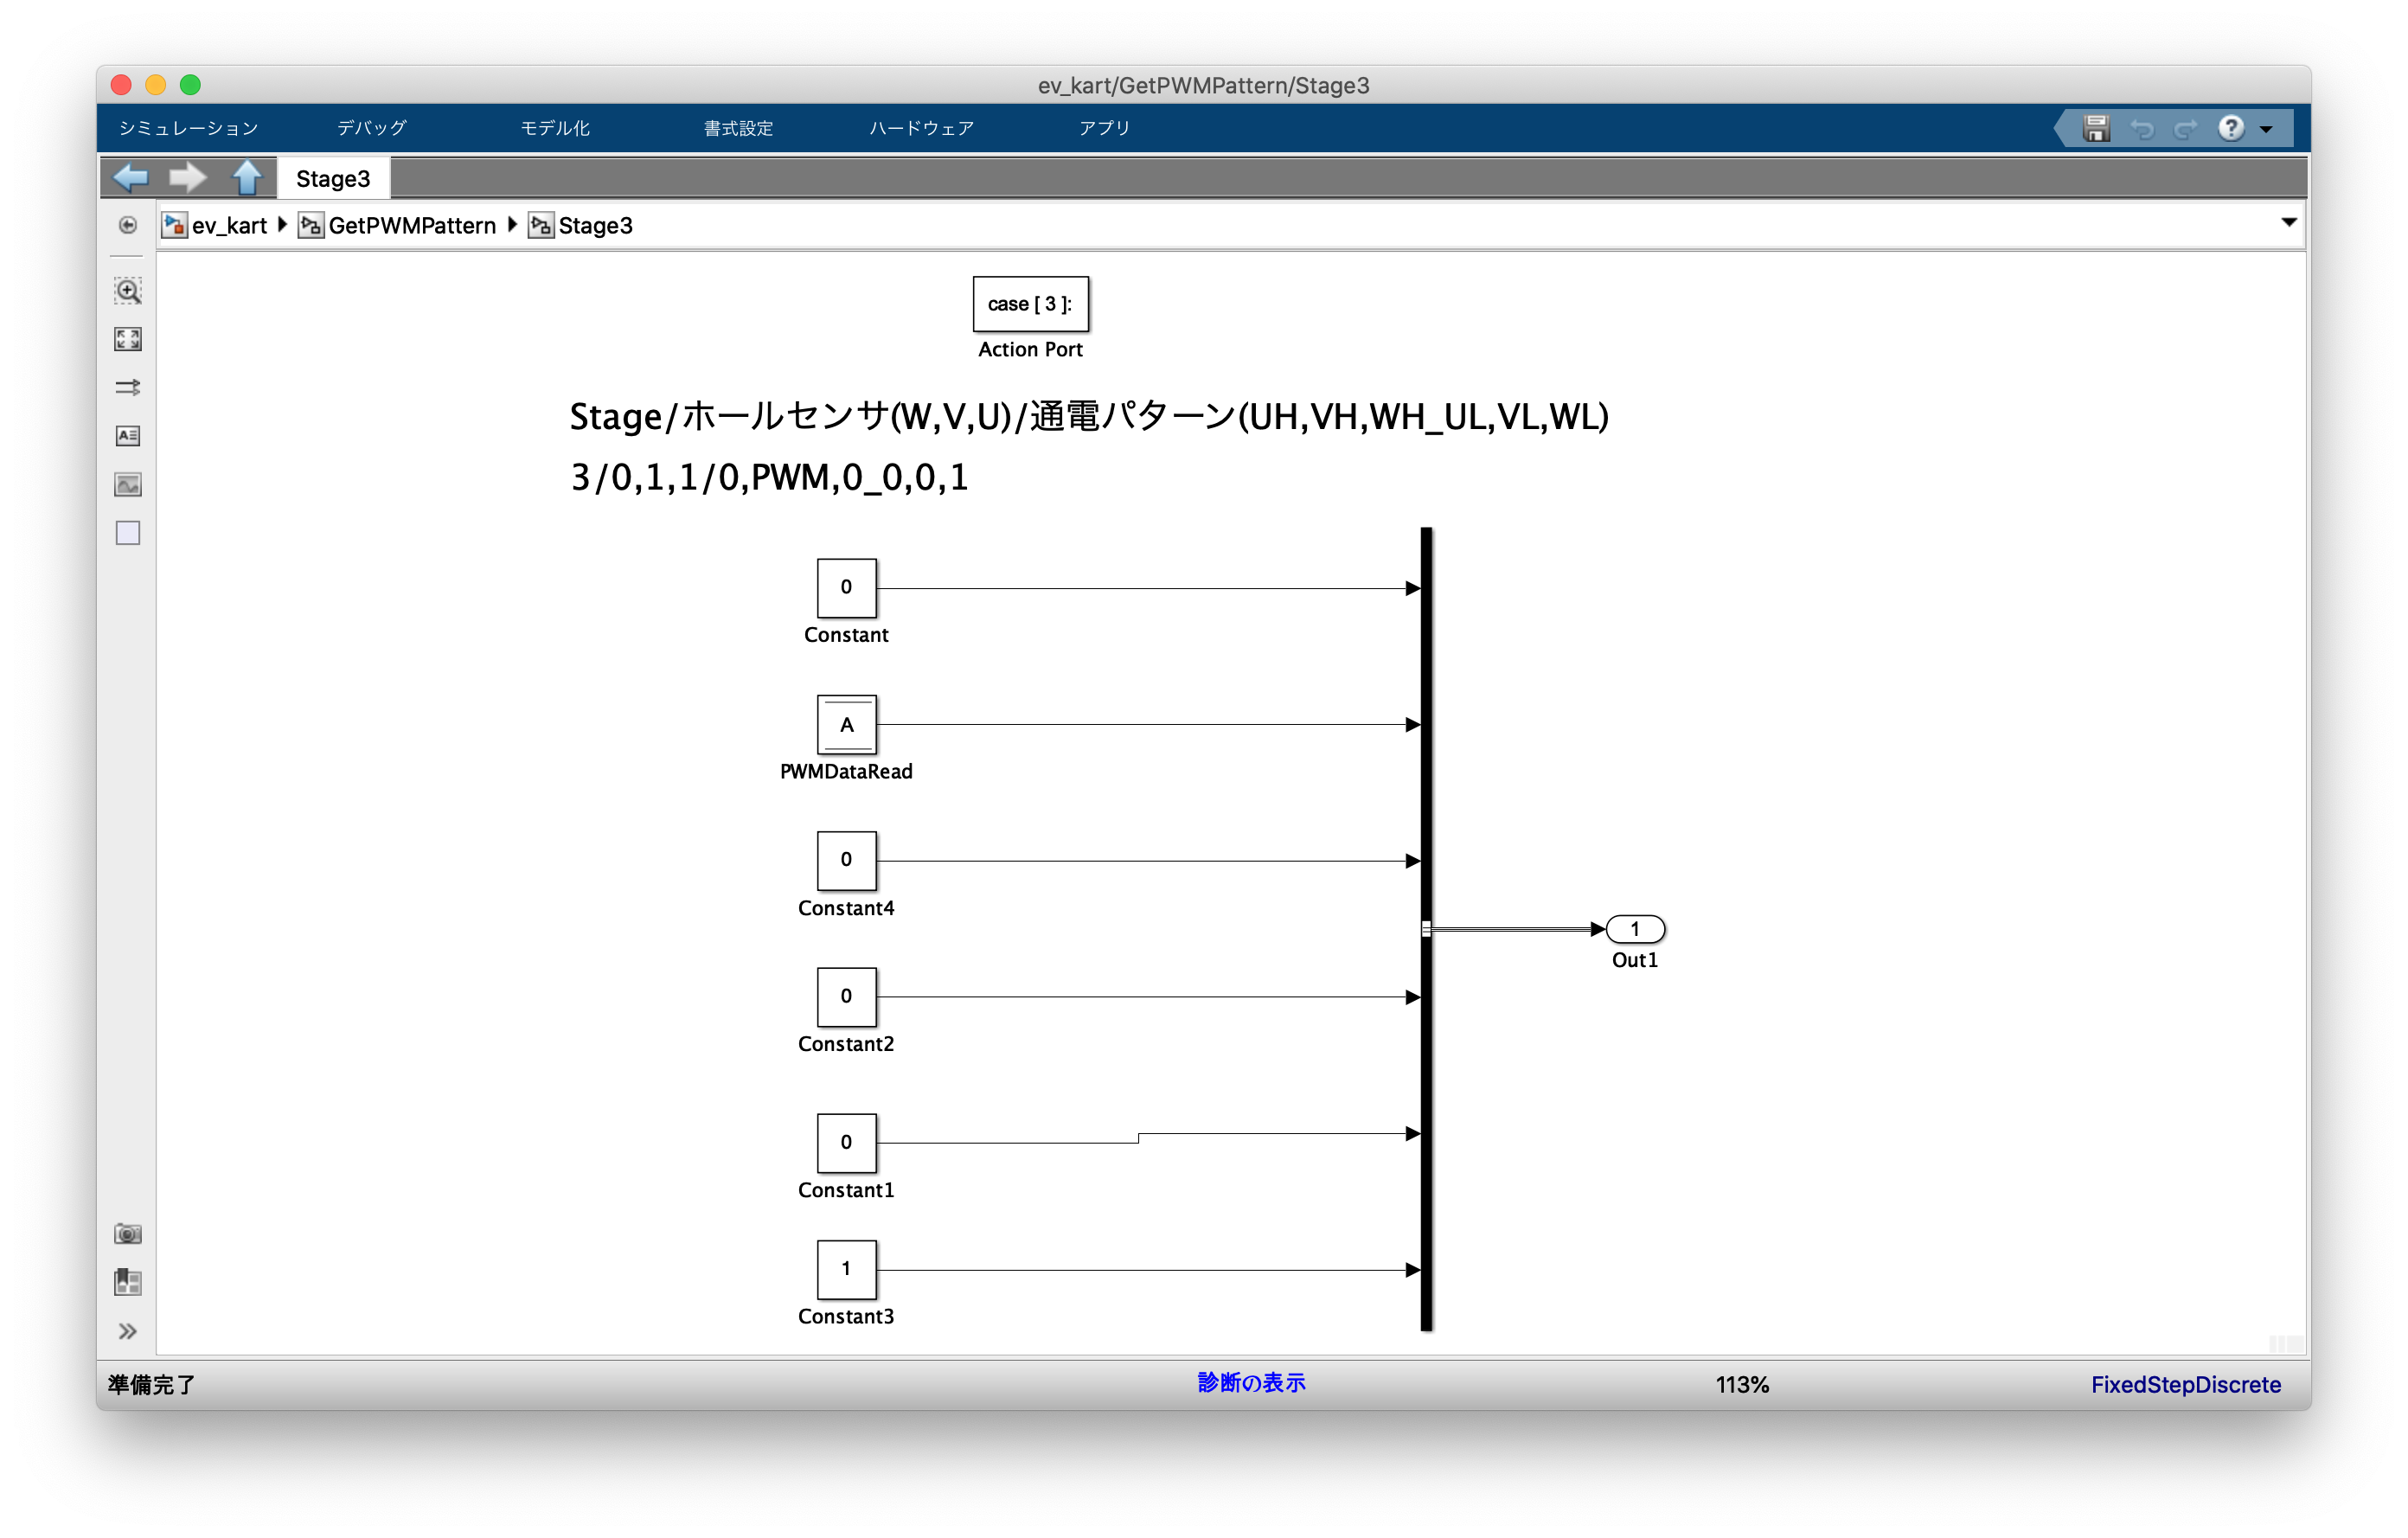 ev_kart/GetPWMPattern/Stage3
シミュレーション デバッグ モデル化 書式設定 ハードウェア アプリ
Stage3
ev_kart GetPWMPattern Stage3
case [ 3 ]:
Action Port
Stage/ホールセンサ(W,V,U)/通電パターン(UH,VH,WH_UL,VL,WL)
3/0,1,1/0,PWM,0_0,0,1
0
Constant
A
PWMDataRead
0
Constant4
1
Out1
0
Constant2
0
Constant1
1
Constant3
準備完了 診断の表示 113% FixedStepDiscrete